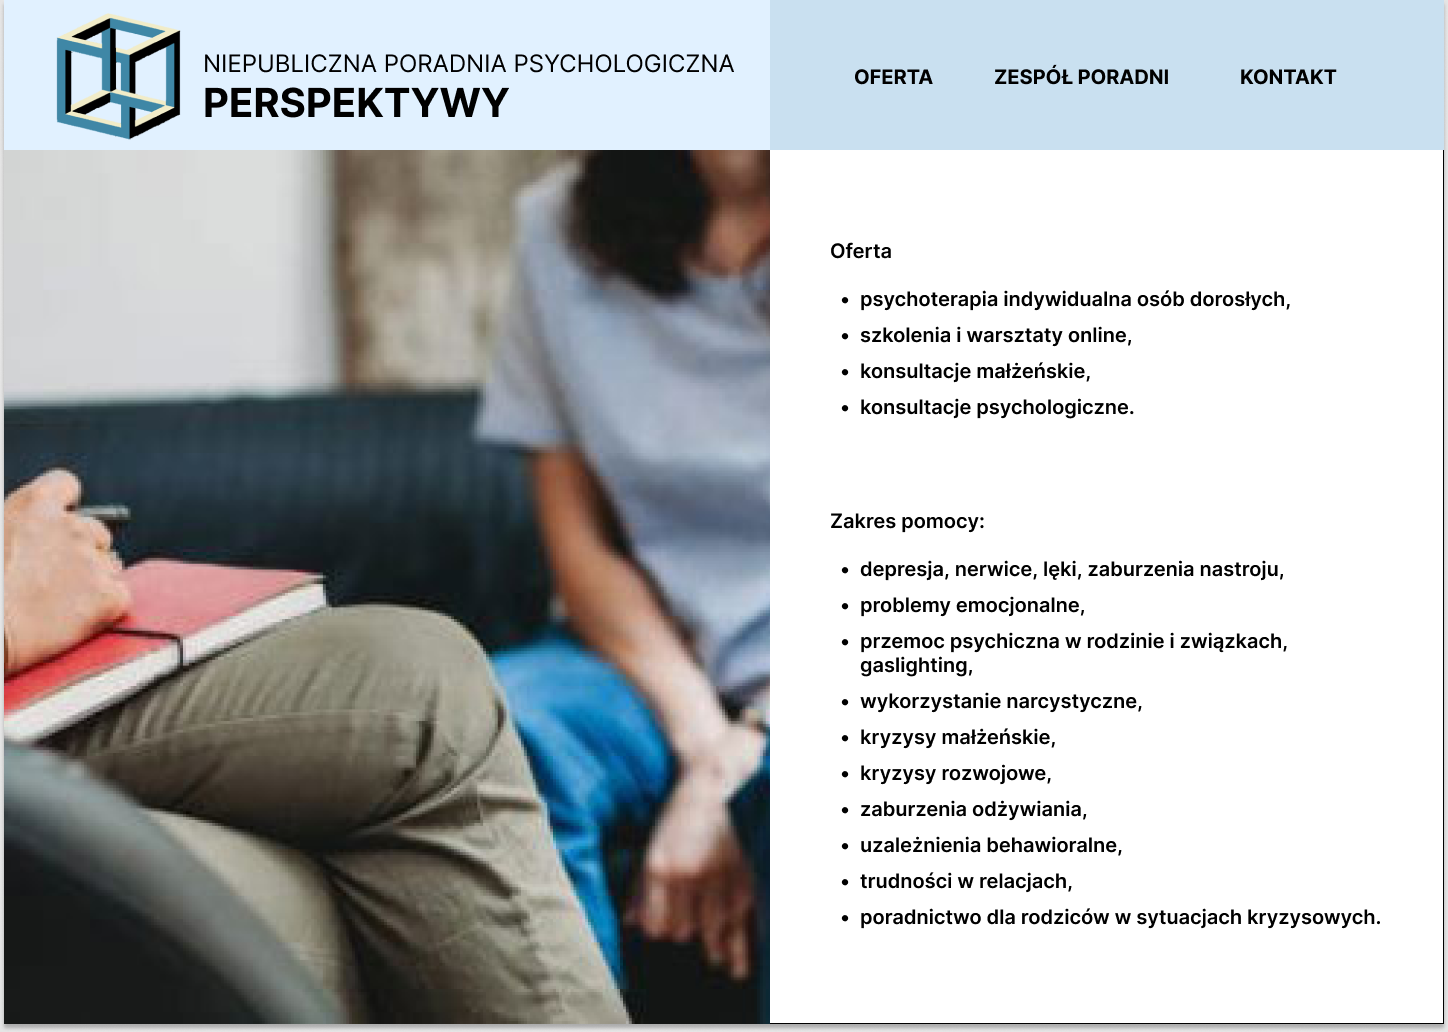 NIEPUBLICZNA PORADNIA PSYCHOLOGICZNA
PERSPEKTYWY
OFERTA
ZESPÓŁ PORADNI
KONTAKT
Oferta
• psychoterapia indywidualna osób dorosłych,
• szkolenia i warsztaty online,
• konsultacje małżeńskie,
• konsultacje psychologiczne.
Zakres pomocy:
• depresja, nerwice, lęki, zaburzenia nastroju,
• problemy emocjonalne,
• przemoc psychiczna w rodzinie i związkach,
gaslighting,
• wykorzystanie narcystyczne,
• kryzysy małżeńskie,
• kryzysy rozwojowe,
• zaburzenia odżywiania,
• uzależnienia behawioralne,
• trudności w relacjach,
• poradnictwo dla rodziców w sytuacjach kryzysowych.